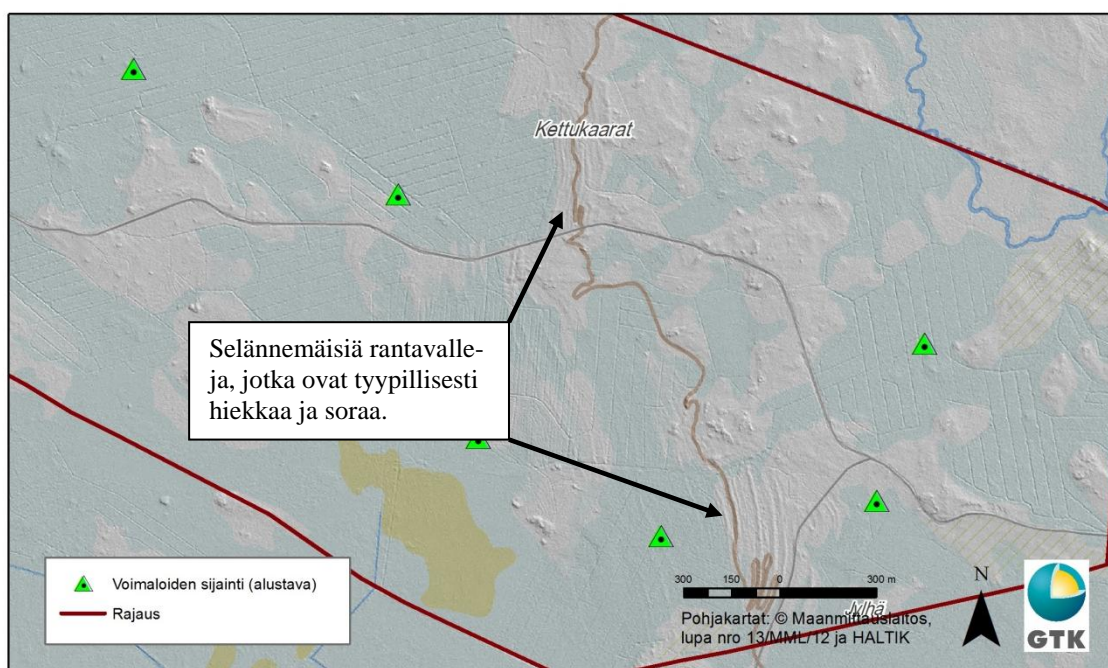 Kettukaarat
Selännemäisiä rantavalle-
ja, jotka ovat tyypillisesti
hiekkaa ja soraa.
Voimaloiden sijainti (alustava)
Rajaus
300 150 0 300 m
Jylhä
Pohjakartat: © Maanmittauslaitos,
lupa nro 13/MML/12 ja HALTIK
N
GTK